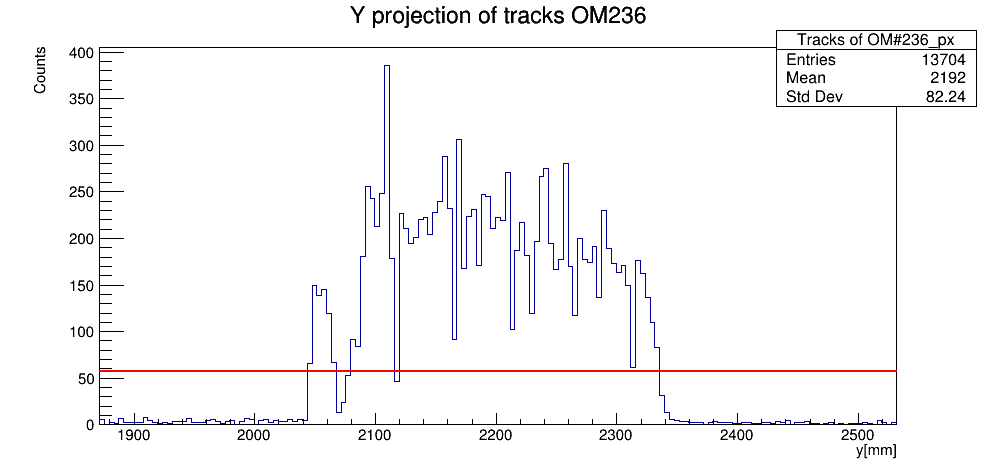 Y projection of tracks OM236
Tracks of OM#236_px
Entries 13704
Mean 2192
Std Dev 82.24
Counts
400
350
300
250
200
150
100
50
0
1900 2000 2100 2200 2300 2400 2500
y[mm]